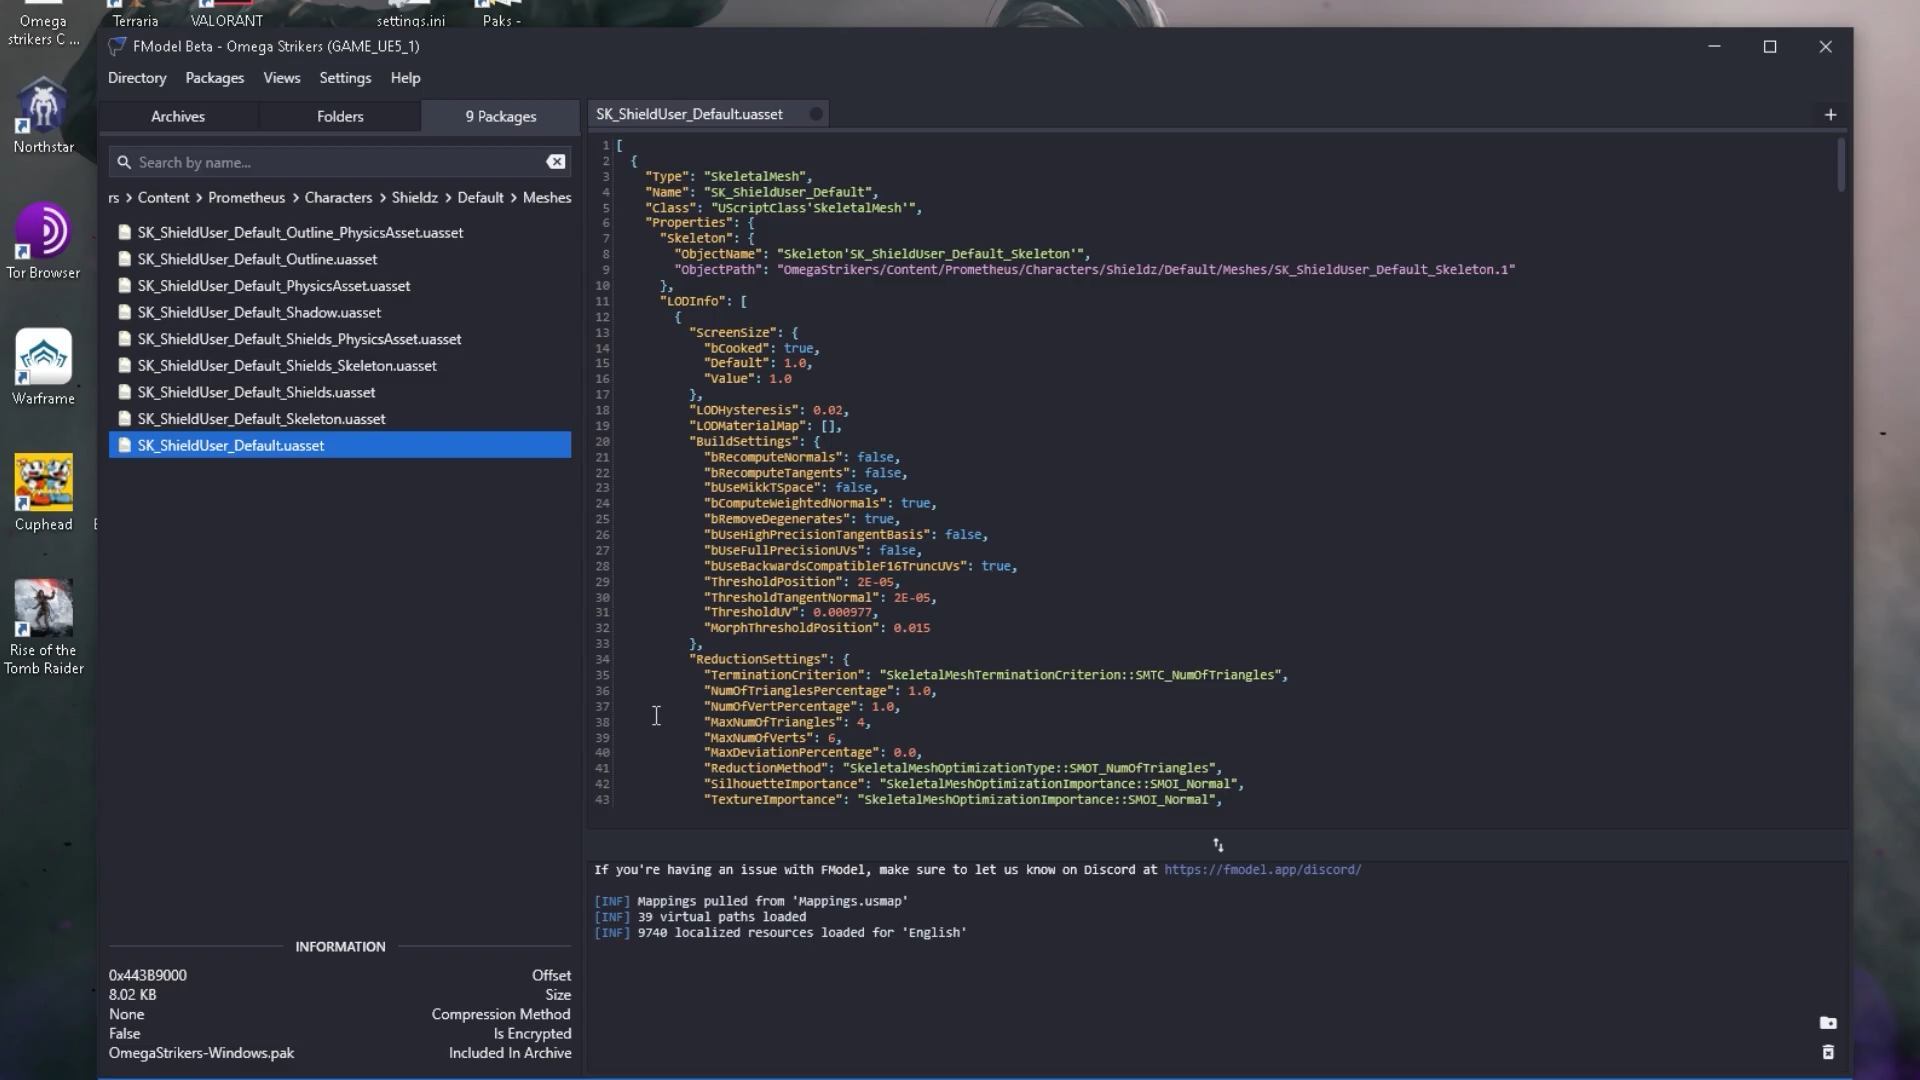 Omega
strikers C ...
Terraria
VALORANT
settings.ini
Paks -
Northstar
Tor Browser
Warframe
Cuphead
E
Rise of the
Tomb Raider
FModel Beta - Omega Strikers (GAME_UE5_1)
Directory Packages Views Settings Help
Archives Folders 9 Packages
Search by name...
rs > Content > Prometheus > Characters > Shieldz > Default > Meshes
SK_ShieldUser_Default_Outline_PhysicsAsset.uasset
SK_ShieldUser_Default_Outline.uasset
SK_ShieldUser_Default_PhysicsAsset.uasset
SK_ShieldUser_Default_Shadow.uasset
SK_ShieldUser_Default_Shields_PhysicsAsset.uasset
SK_ShieldUser_Default_Shields_Skeleton.uasset
SK_ShieldUser_Default_Shields.uasset
SK_ShieldUser_Default_Skeleton.uasset
SK_ShieldUser_Default.uasset
INFORMATION
0x443B9000 Offset
8.02 KB Size
None Compression Method
False Is Encrypted
OmegaStrikers-Windows.pak Included In Archive
SK_ShieldUser_Default.uasset
1 [
2 {
3 "Type": "SkeletalMesh",
4 "Name": "SK_ShieldUser_Default",
5 "Class": "UScriptClass'SkeletalMesh'",
6 "Properties": {
7 "Skeleton": {
8 "ObjectName": "Skeleton'SK_ShieldUser_Default_Skeleton'",
9 "ObjectPath": "OmegaStrikers/Content/Prometheus/Characters/Shieldz/Default/Meshes/SK_ShieldUser_Default_Skeleton.1"
10 },
11 "LODInfo": [
12 {
13 "ScreenSize": {
14 "bCooked": true,
15 "Default": 1.0,
16 "Value": 1.0
17 },
18 "LODHysteresis": 0.02,
19 "LODMaterialMap": [],
20 "BuildSettings": {
21 "bRecomputeNormals": false,
22 "bRecomputeTangents": false,
23 "bUseMikkTSpace": false,
24 "bComputeWeightedNormals": true,
25 "bRemoveDegenerates": true,
26 "bUseHighPrecisionTangentBasis": false,
27 "bUseFullPrecisionUVs": false,
28 "bUseBackwardsCompatibleF16TruncUVs": true,
29 "ThresholdPosition": 2E-05,
30 "ThresholdTangentNormal": 2E-05,
31 "ThresholdUV": 0.000977,
32 "MorphThresholdPosition": 0.015
33 },
34 "ReductionSettings": {
35 "TerminationCriterion": "SkeletalMeshTerminationCriterion::SMTC_NumOfTriangles",
36 "NumOfTrianglesPercentage": 1.0,
37 "NumOfVertPercentage": 1.0,
38 "MaxNumOfTriangles": 4,
39 "MaxNumOfVerts": 6,
40 "MaxDeviationPercentage": 0.0,
41 "ReductionMethod": "SkeletalMeshOptimizationType::SMOT_NumOfTriangles",
42 "SilhouetteImportance": "SkeletalMeshOptimizationImportance::SMOI_Normal",
43 "TextureImportance": "SkeletalMeshOptimizationImportance::SMOI_Normal",
If you're having an issue with FModel, make sure to let us know on Discord at https://fmodel.app/discord/
[INF] Mappings pulled from 'Mappings.usmap'
[INF] 39 virtual paths loaded
[INF] 9740 localized resources loaded for 'English'